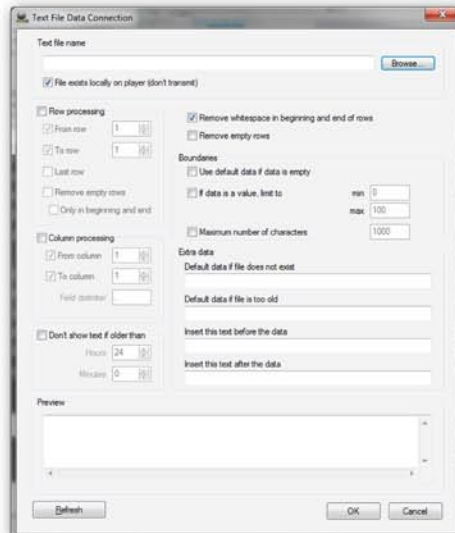 Text File Data Connection
Text file name
Browse...
File exists locally on player (don't transmit)
Row processing
From row 1
To row 1
Last row
Remove empty rows
Only in beginning and end
Column processing
From column 1
To column 1
Field delimiter
Don't show text if older than
Hours 24
Minutes 0
Remove whitespace in beginning and end of rows
Remove empty rows
Boundaries
Use default data if data is empty
If data is a value, limit to min 0
max 100
Maximum number of characters 1000
Extra data
Default data if file does not exist
Default data if file is too old
Insert this text before the data
Insert this text after the data
Preview
Refresh
OK
Cancel